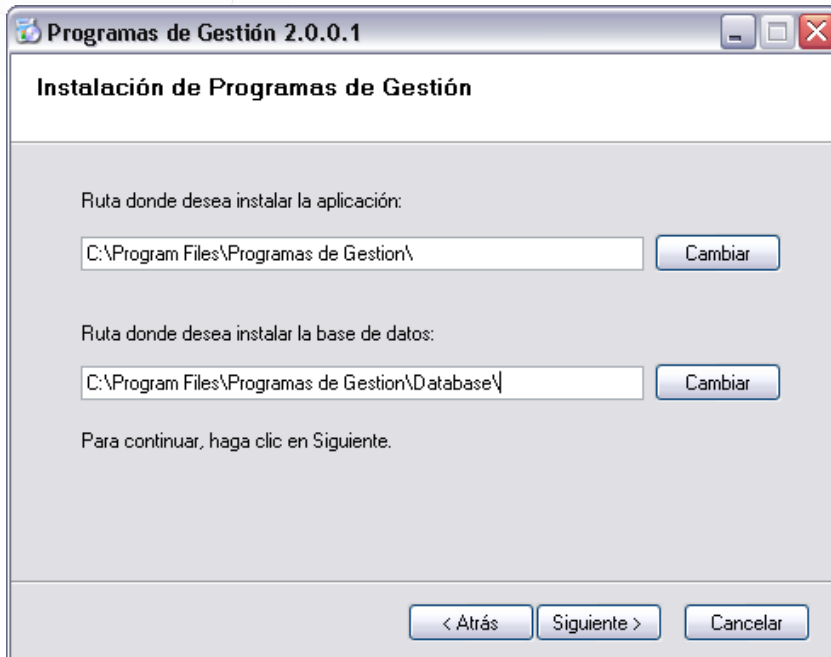 Programas de Gestión 2.0.0.1
Instalación de Programas de Gestión
Ruta donde desea instalar la aplicación:
C:\Program Files\Programas de Gestion\
Cambiar
Ruta donde desea instalar la base de datos:
C:\Program Files\Programas de Gestion\Database\
Cambiar
Para continuar, haga clic en Siguiente.
< Atrás
Siguiente >
Cancelar